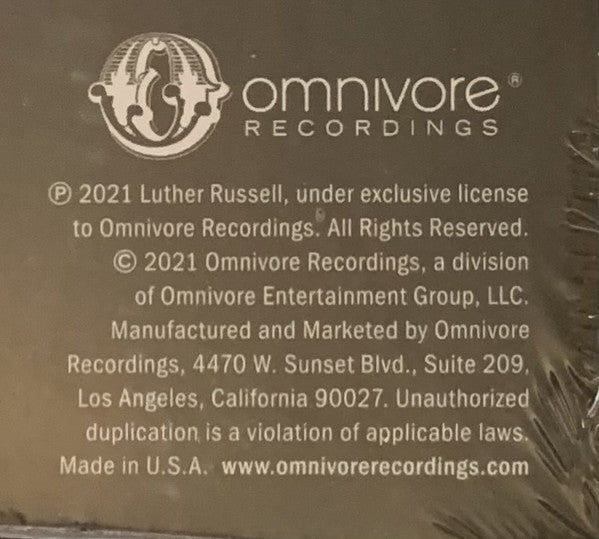 omnivore®
RECORDINGS
℗ 2021 Luther Russell, under exclusive license
to Omnivore Recordings. All Rights Reserved.
© 2021 Omnivore Recordings, a division
of Omnivore Entertainment Group, LLC.
Manufactured and Marketed by Omnivore
Recordings, 4470 W. Sunset Blvd., Suite 209,
Los Angeles, California 90027. Unauthorized
duplication is a violation of applicable laws.
Made in U.S.A. www.omnivorerecordings.com